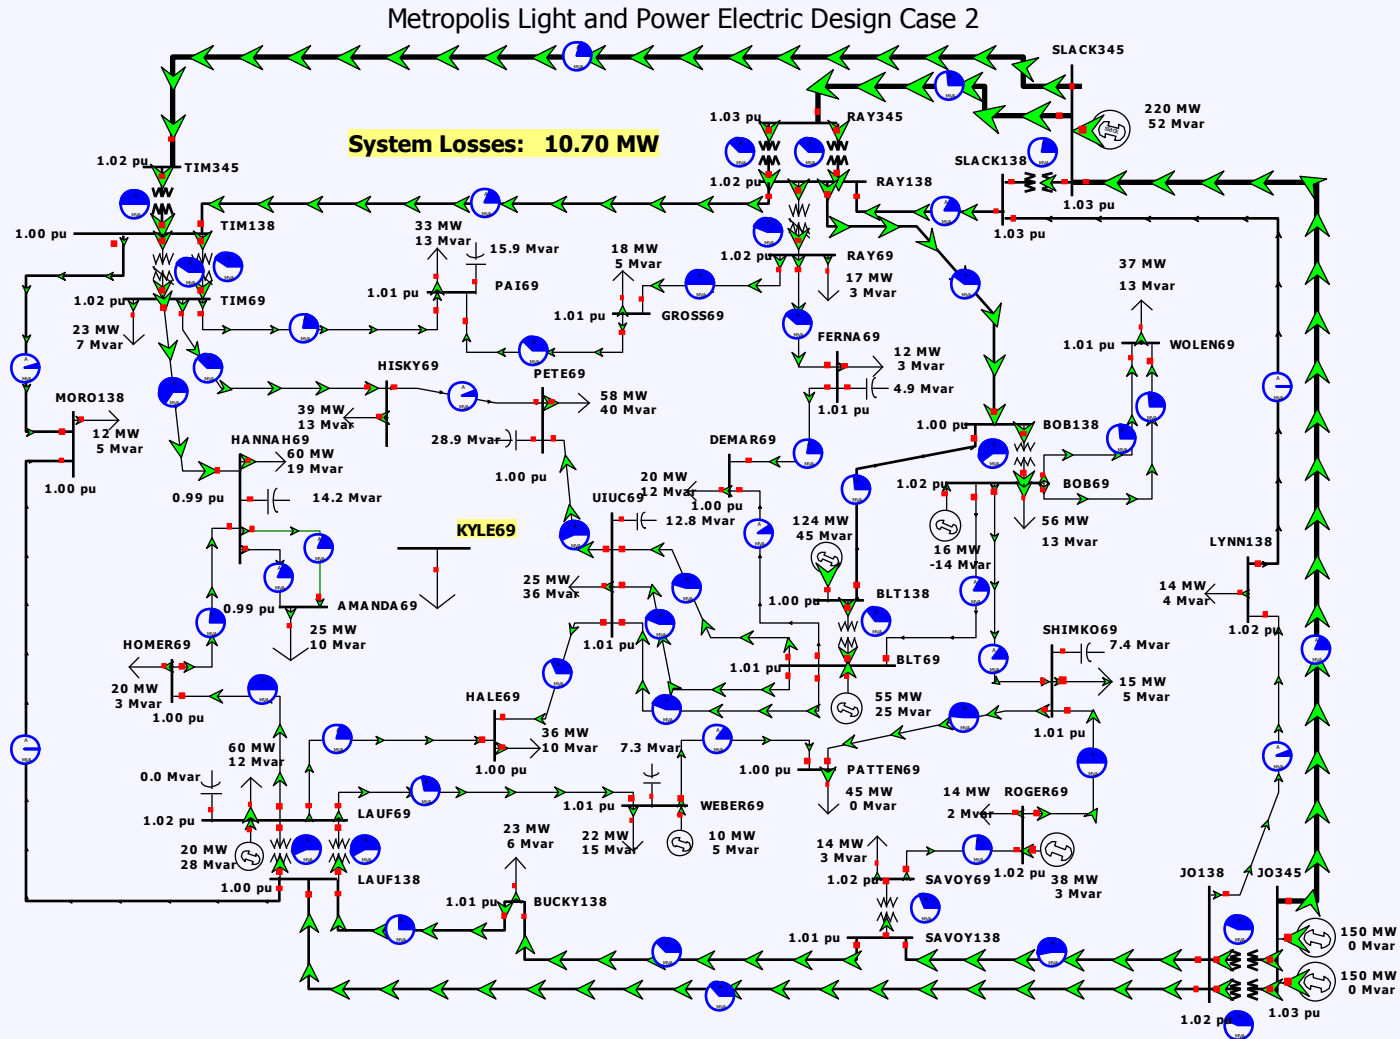 Metropolis Light and Power Electric Design Case 2
SLACK345
220 MW
52 Mvar
1.03 pu
RAY345
System Losses: 10.70 MW
SLACK138
1.02 pu
TIM345
1.02 pu
RAY138
1.03 pu
1.03 pu
1.00 pu
TIM138
33 MW
13 Mvar
15.9 Mvar
18 MW
5 Mvar
1.02 pu
RAY69
37 MW
13 Mvar
17 MW
3 Mvar
1.02 pu
TIM69
1.01 pu
PAI69
1.01 pu
GROSS69
23 MW
7 Mvar
FERNA69
1.01 pu
WOLEN69
12 MW
3 Mvar
4.9 Mvar
1.01 pu
HISKY69
PETE69
58 MW
40 Mvar
MORO138
12 MW
5 Mvar
1.00 pu
39 MW
13 Mvar
28.9 Mvar
1.00 pu
HANNAH69
60 MW
19 Mvar
0.99 pu
14.2 Mvar
DEMAR69
20 MW
12 Mvar
1.00 pu
1.00 pu
BOB138
1.02 pu
BOB69
UIUC69
12.8 Mvar
KYLE69
124 MW
45 Mvar
16 MW
-14 Mvar
56 MW
13 Mvar
LYNN138
14 MW
4 Mvar
1.02 pu
25 MW
36 Mvar
1.01 pu
1.00 pu
BLT138
0.99 pu
AMANDA69
25 MW
10 Mvar
HOMER69
20 MW
3 Mvar
1.00 pu
1.01 pu
BLT69
SHIMKO69
7.4 Mvar
15 MW
5 Mvar
1.01 pu
55 MW
25 Mvar
HALE69
36 MW
10 Mvar
1.00 pu
60 MW
12 Mvar
0.0 Mvar
7.3 Mvar
1.00 pu
PATTEN69
45 MW
0 Mvar
1.02 pu
LAUF69
1.01 pu
WEBER69
14 MW
2 Mvar
ROGER69
20 MW
28 Mvar
23 MW
6 Mvar
22 MW
15 Mvar
10 MW
5 Mvar
14 MW
3 Mvar
1.02 pu
38 MW
3 Mvar
1.00 pu
LAUF138
1.02 pu
SAVOY69
JO138
JO345
1.01 pu
BUCKY138
1.01 pu
SAVOY138
150 MW
0 Mvar
150 MW
0 Mvar
1.02 pu
1.03 pu